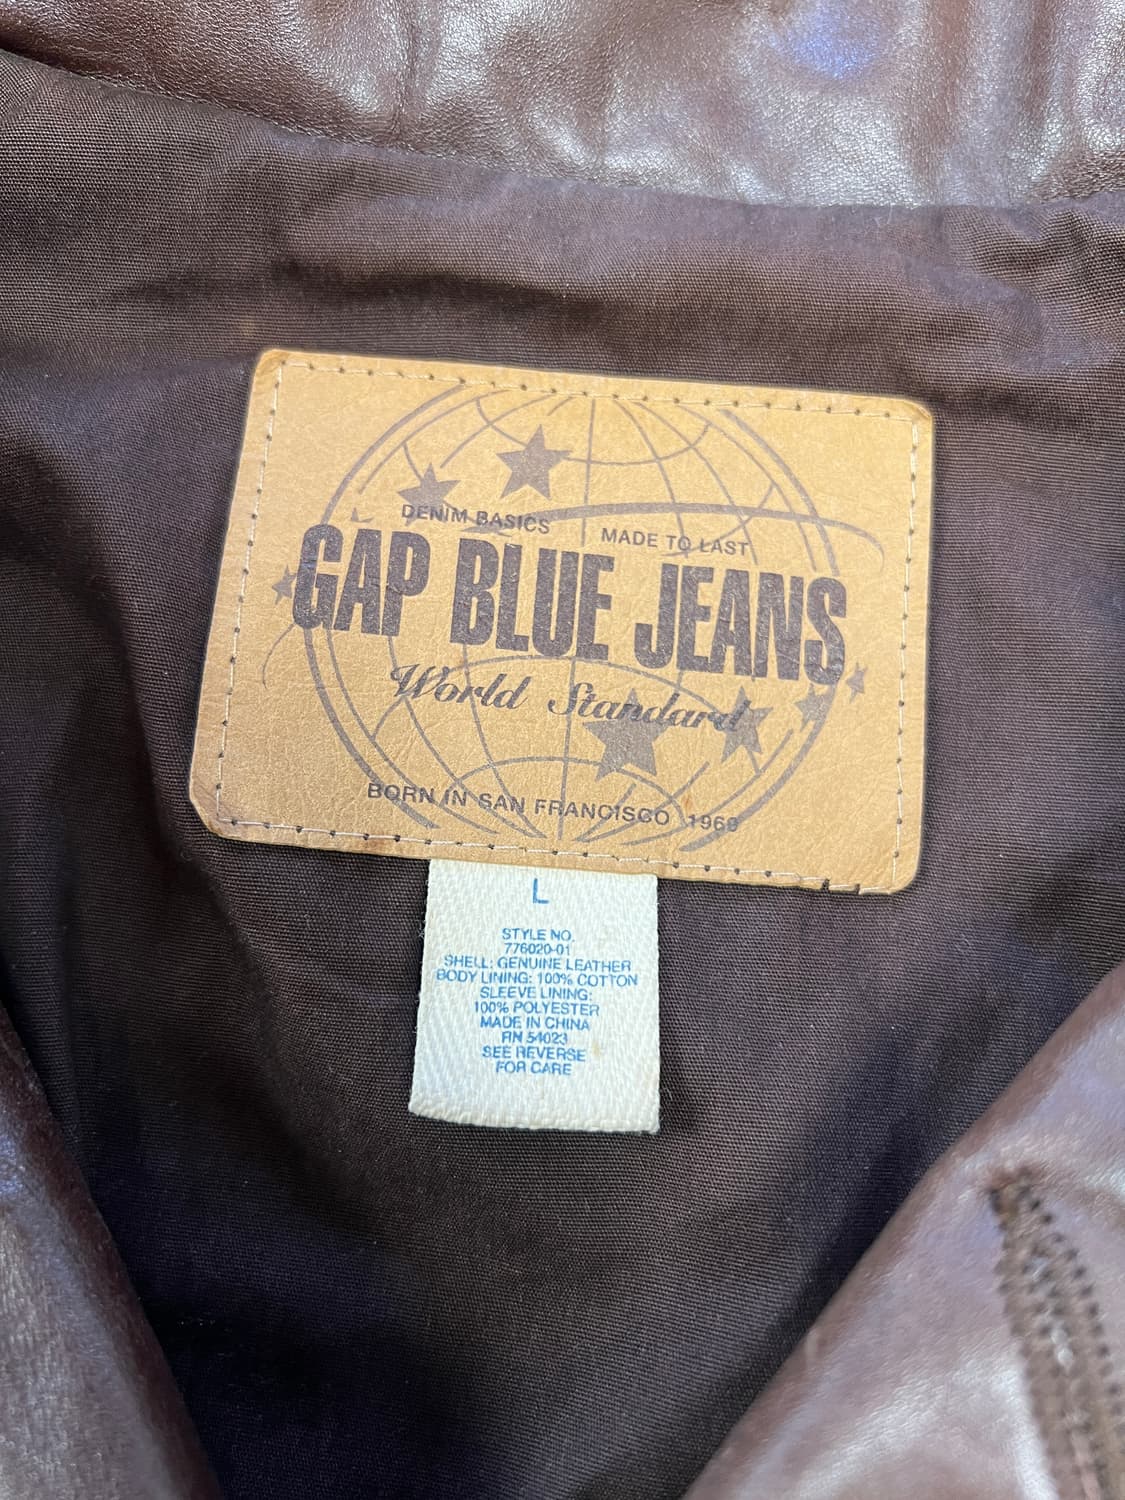 DENIM BASICS MADE TO LAST
GAP BLUE JEANS
World Standard
BORN IN SAN FRANCISCO 1969
L
STYLE NO.
776020-01
SHELL: GENUINE LEATHER
BODY LINING: 100% COTTON
SLEEVE LINING:
100% POLYESTER
MADE IN CHINA
RN 54023
SEE REVERSE
FOR CARE